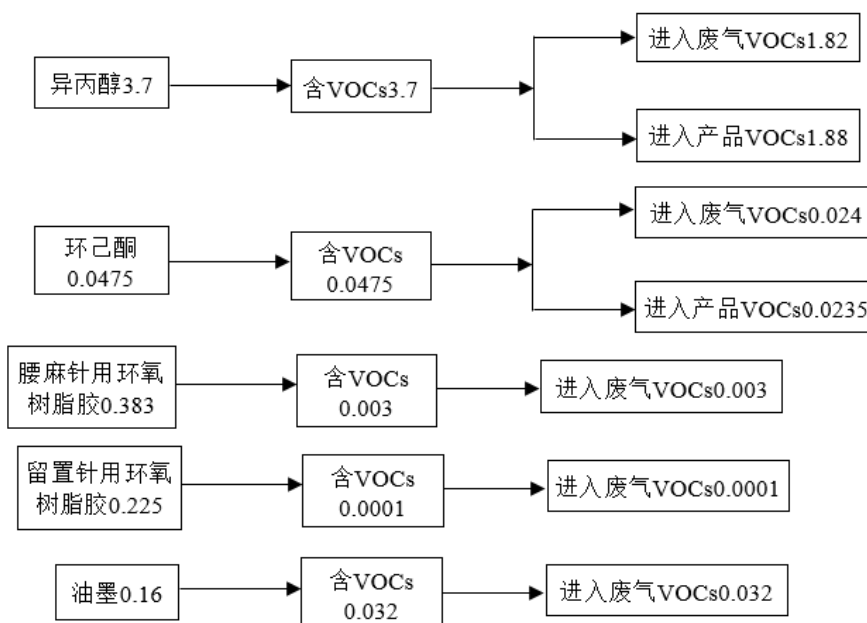 异丙醇3.7
含VOCs3.7
进入废气VOCs1.82
进入产品VOCs1.88
环己酮
0.0475
含VOCs
0.0475
进入废气VOCs0.024
进入产品VOCs0.0235
腰麻针用环氧
树脂胶0.383
含VOCs
0.003
进入废气VOCs0.003
留置针用环氧
树脂胶0.225
含VOCs
0.0001
进入废气VOCs0.0001
油墨0.16
含VOCs
0.032
进入废气VOCs0.032